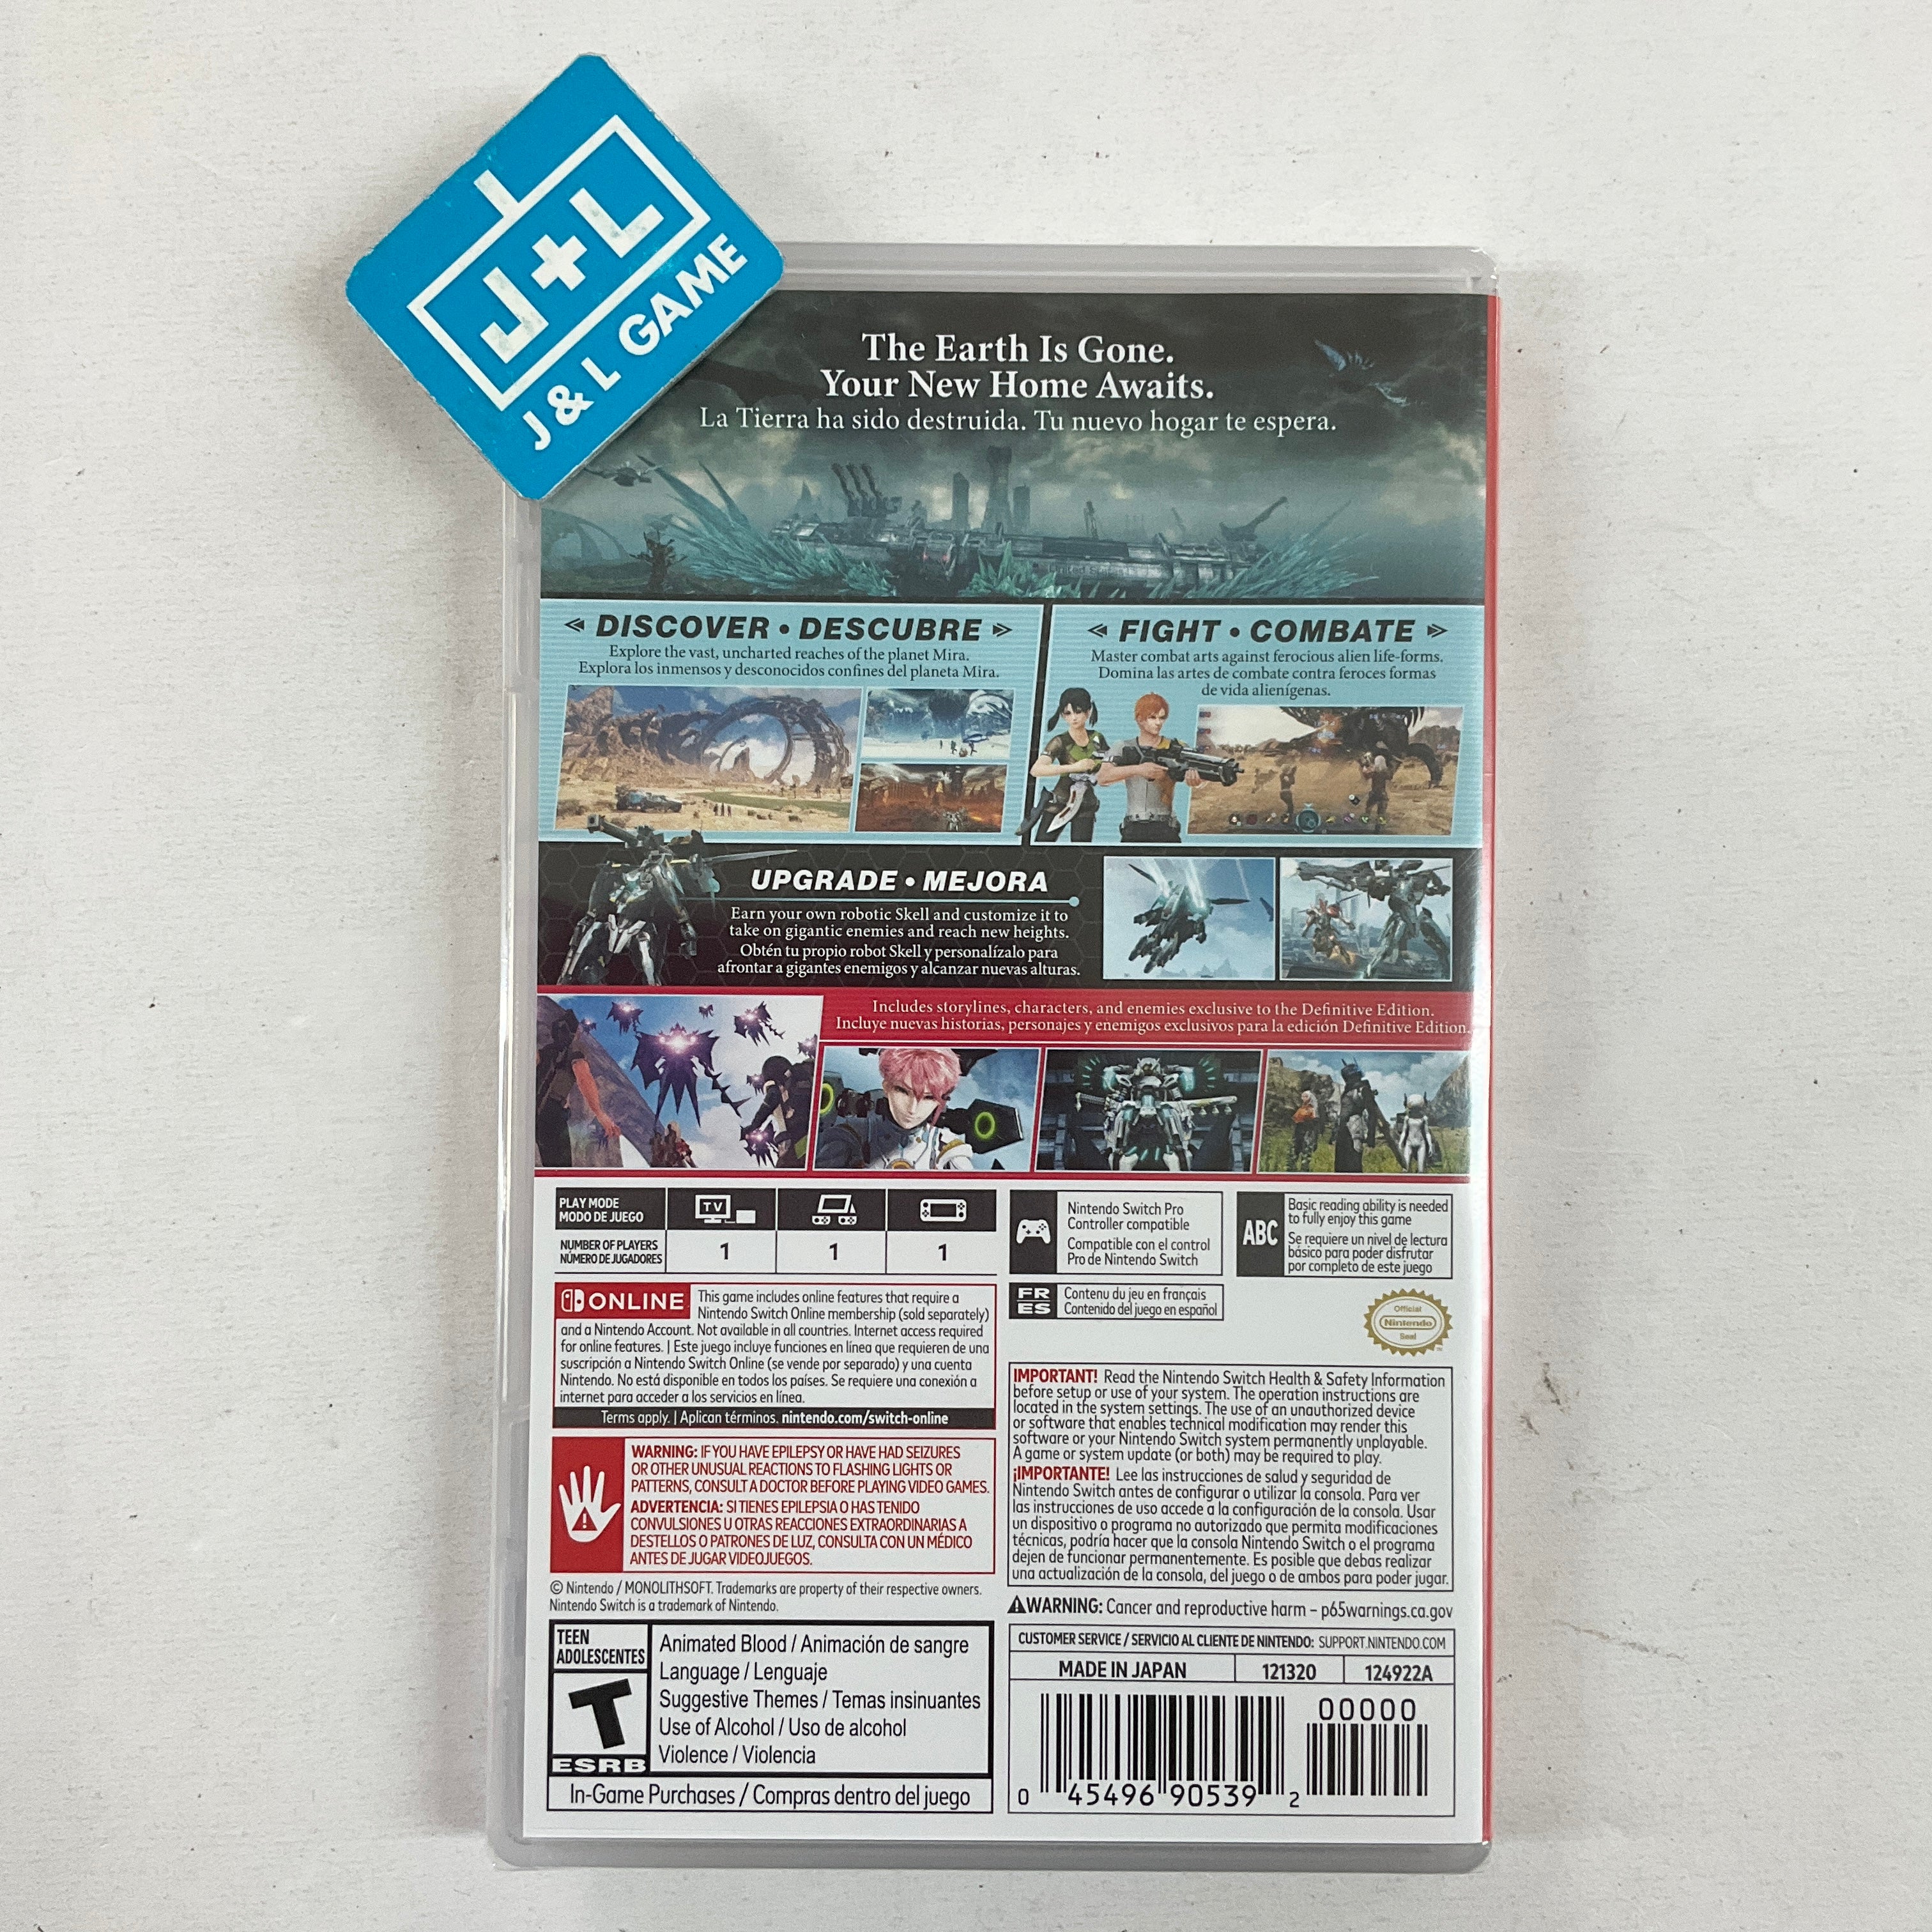 J+L
J & L GAME
The Earth Is Gone.
Your New Home Awaits.
La Tierra ha sido destruida. Tu nuevo hogar te espera.
DISCOVER • DESCUBRE
Explore the vast, uncharted reaches of the planet Mira.
Explora los inmensos y desconocidos confines del planeta Mira.
FIGHT • COMBATE
Master combat arts against ferocious alien life-forms.
Domina las artes de combate contra feroces formas
de vida alienígenas.
UPGRADE • MEJORA
Earn your own robotic Skell and customize it to
take on gigantic enemies and reach new heights.
Obtén tu propio robot Skell y personalízalo para
afrontar a gigantes enemigos y alcanzar nuevas alturas.
Includes storylines, characters, and enemies exclusive to the Definitive Edition.
Incluye nuevas historias, personajes y enemigos exclusivos para la edición Definitive Edition.
PLAY MODE
MODO DE JUEGO
TV
NUMBER OF PLAYERS
NÚMERO DE JUGADORES
1 1 1
Nintendo Switch Pro
Controller compatible
Compatible con el control
Pro de Nintendo Switch
ABC
Basic reading ability is needed
to fully enjoy this game
Se requiere un nivel de lectura
básico para poder disfrutar
por completo de este juego
FR
ES
Contenu du jeu en français
Contenido del juego en español
Official
Nintendo
Seal
ONLINE This game includes online features that require a
Nintendo Switch Online membership (sold separately)
and a Nintendo Account. Not available in all countries. Internet access required
for online features. | Este juego incluye funciones en línea que requieren de una
suscripción a Nintendo Switch Online (se vende por separado) y una cuenta
Nintendo. No está disponible en todos los países. Se requiere una conexión a
internet para acceder a los servicios en línea.
Terms apply. | Aplican términos. nintendo.com/switch-online
WARNING: IF YOU HAVE EPILEPSY OR HAVE HAD SEIZURES
OR OTHER UNUSUAL REACTIONS TO FLASHING LIGHTS OR
PATTERNS, CONSULT A DOCTOR BEFORE PLAYING VIDEO GAMES.
ADVERTENCIA: SI TIENES EPILEPSIA O HAS TENIDO
CONVULSIONES U OTRAS REACCIONES EXTRAORDINARIAS A
DESTELLOS O PATRONES DE LUZ, CONSULTA CON UN MÉDICO
ANTES DE JUGAR VIDEOJUEGOS.
© Nintendo / MONOLITHSOFT. Trademarks are property of their respective owners.
Nintendo Switch is a trademark of Nintendo.
IMPORTANT! Read the Nintendo Switch Health & Safety Information
before setup or use of your system. The operation instructions are
located in the system settings. The use of an unauthorized device
or software that enables technical modification may render this
software or your Nintendo Switch system permanently unplayable.
A game or system update (or both) may be required to play.
¡IMPORTANTE! Lee las instrucciones de salud y seguridad de
Nintendo Switch antes de configurar o utilizar la consola. Para ver
las instrucciones de uso accede a la configuración de la consola. Usar
un dispositivo o programa no autorizado que permita modificaciones
técnicas, podría hacer que la consola Nintendo Switch o el programa
dejen de funcionar permanentemente. Es posible que debas realizar
una actualización de la consola, del juego o de ambos para poder jugar.
WARNING: Cancer and reproductive harm – p65warnings.ca.gov
TEEN
ADOLESCENTES
T
ESRB
Animated Blood / Animación de sangre
Language / Lenguaje
Suggestive Themes / Temas insinuantes
Use of Alcohol / Uso de alcohol
Violence / Violencia
In-Game Purchases / Compras dentro del juego
CUSTOMER SERVICE / SERVICIO AL CLIENTE DE NINTENDO: SUPPORT.NINTENDO.COM
MADE IN JAPAN 121320 124922A
00000
0 45496 90539 2